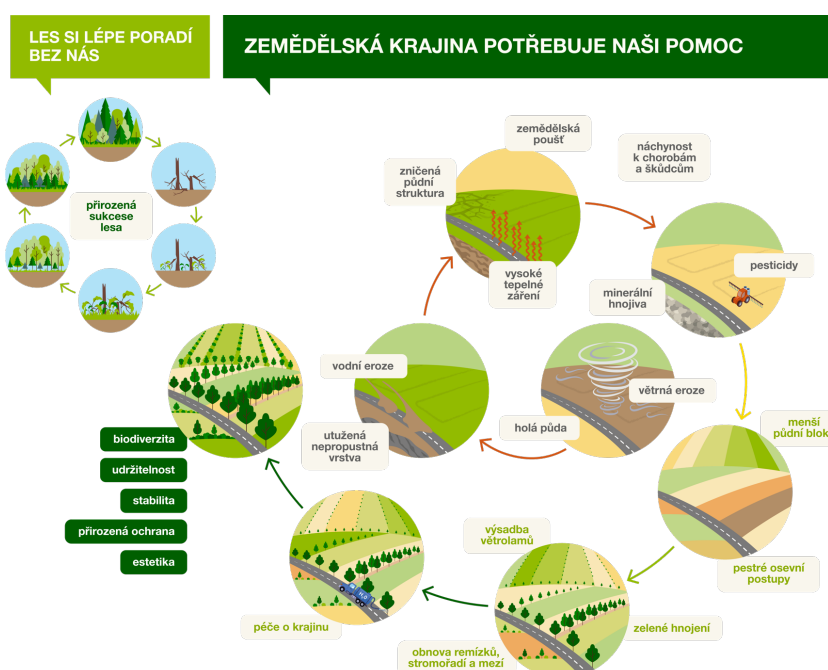 LES SI LÉPE PORADÍ
BEZ NÁS
ZEMĚDĚLSKÁ KRAJINA POTŘEBUJE NAŠI POMOC
přirozená
sukcese
lesa
zemědělská
poušť
zničená
půdní
struktura
náchynost
k chorobám
a škůdcům
vysoké
tepelné
záření
pesticidy
minerální
hnojiva
vodní eroze
větrná eroze
holá půda
utužená
nepropustná
vrstva
menší
půdní blok
biodiverzita
udržitelnost
stabilita
přirozená ochrana
estetika
výsadba
větrolamů
pestré osevní
postupy
péče o krajinu
H₂O
zelené hnojení
obnova remízků,
stromořadí a mezí